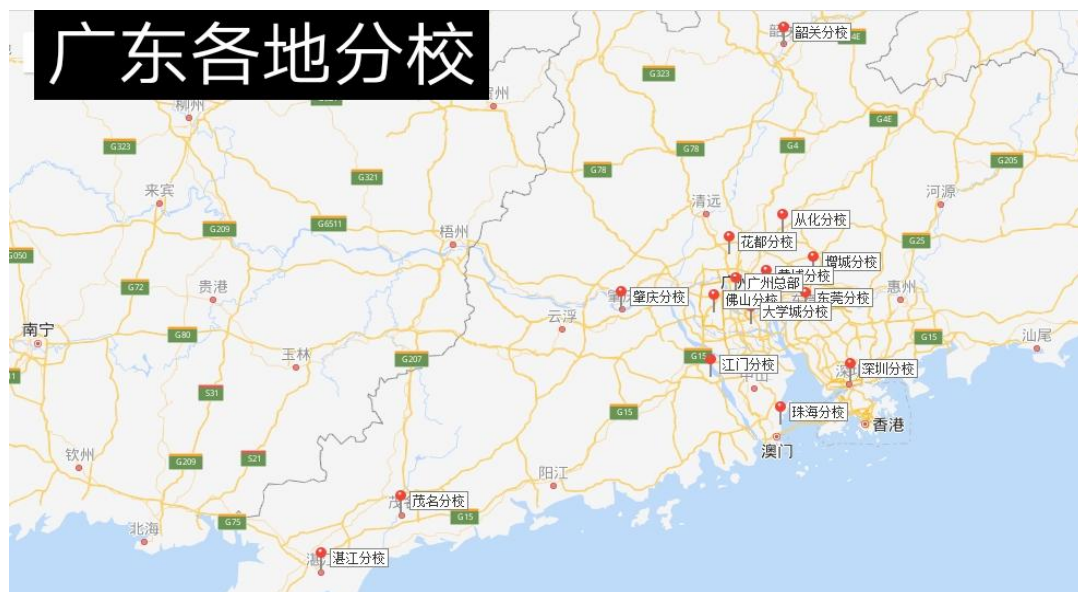 广东各地分校
韶关分校
G4E
G323
贺州
柳州
G4E
G323
G78
G4
G205
G78
G321
来宾
河源
清远
从化分校
G209
G6511
梧州
花都分校
G25
G050
增城分校
黄埔分校
广州总部
G72
贵港
肇庆分校
佛山分校
东莞分校
惠州
大学城分校
云浮
南宁
G80
G15
汕尾
玉林
G207
G15
江门分校
深圳分校
中山
S31
G15
珠海分校
香港
澳门
钦州
G209
S21
阳江
茂名分校
G15
G75
北海
湛江分校